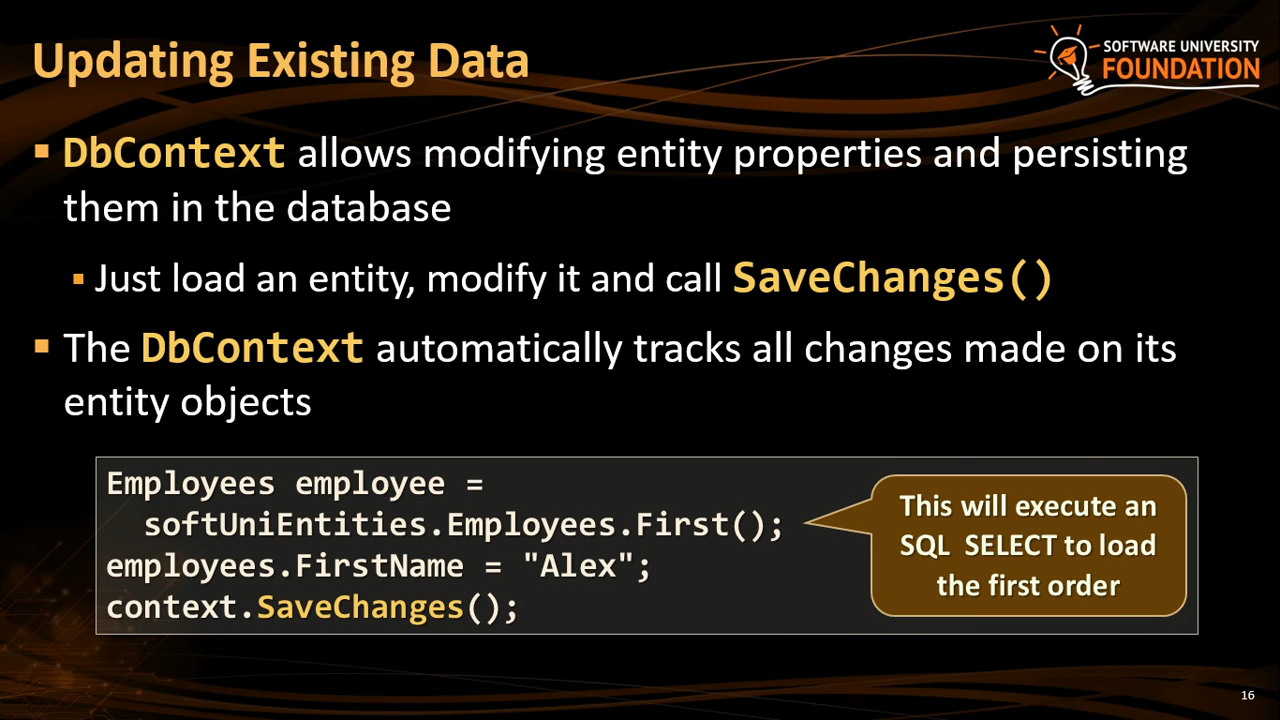 Updating Existing Data
SOFTWARE UNIVERSITY
FOUNDATION
▪ DbContext allows modifying entity properties and persisting
them in the database
▪ Just load an entity, modify it and call SaveChanges()
▪ The DbContext automatically tracks all changes made on its
entity objects
Employees employee =
  softUniEntities.Employees.First();
employees.FirstName = "Alex";
context.SaveChanges();
This will execute an
SQL  SELECT to load
the first order
16